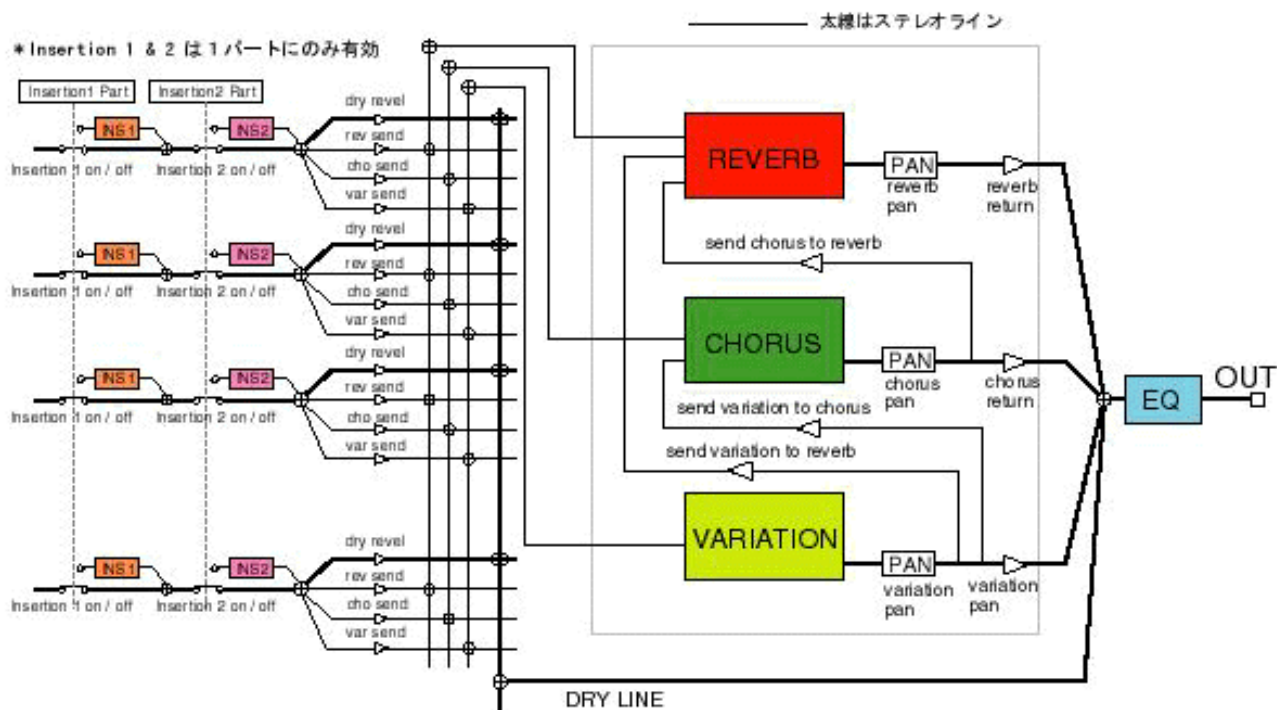 太線はステレオライン
*Insertion 1 & 2 は 1 パートにのみ有効
Insertion1 Part
Insertion2 Part
INS1
INS2
Insertion 1 on / off
Insertion 2 on / off
dry revel
rev send
cho send
var send
INS1
INS2
Insertion 1 on / off
Insertion 2 on / off
dry revel
rev send
cho send
var send
INS1
INS2
Insertion 1 on / off
Insertion 2 on / off
dry revel
rev send
cho send
var send
INS1
INS2
Insertion 1 on / off
Insertion 2 on / off
dry revel
rev send
cho send
var send
REVERB
PAN
reverb
pan
reverb
return
send chorus to reverb
CHORUS
PAN
chorus
pan
chorus
return
send variation to chorus
send variation to reverb
VARIATION
PAN
variation
pan
variation
pan
EQ
OUT
DRY LINE